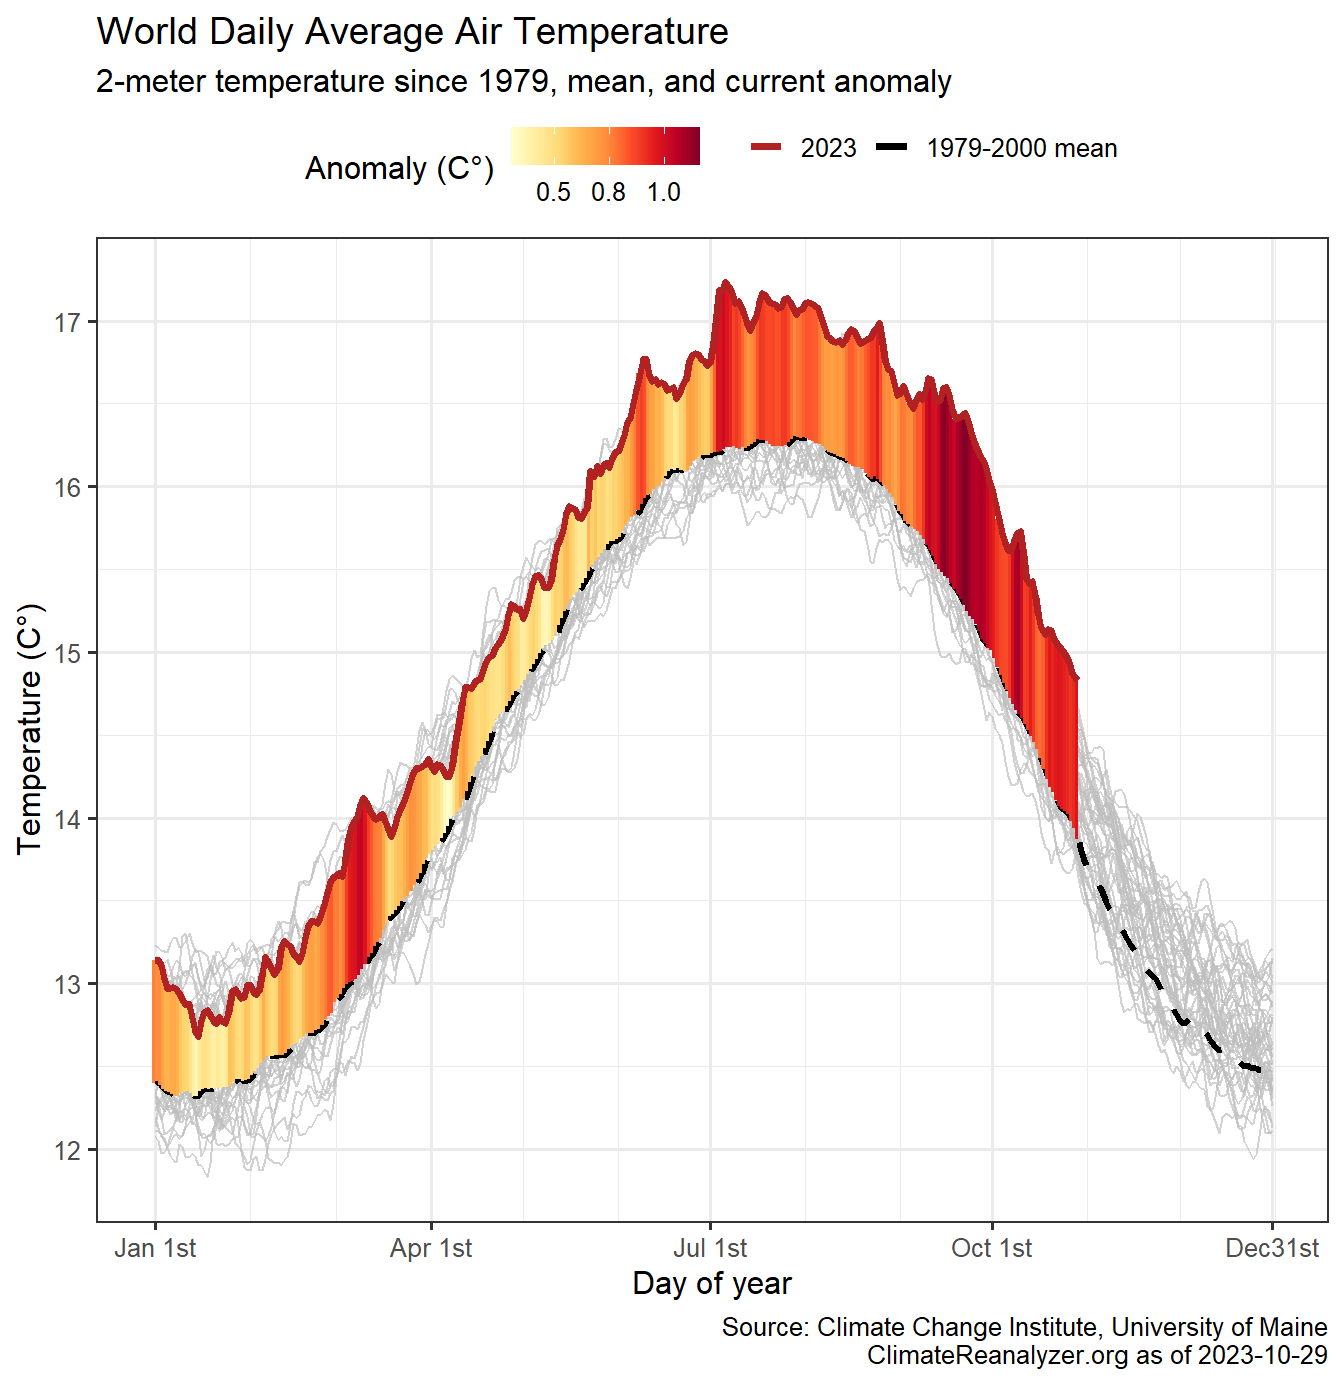 World Daily Average Air Temperature
2-meter temperature since 1979, mean, and current anomaly
Anomaly (C°)
0.5 0.8 1.0
2023 1979-2000 mean
Temperature (C°)
17
16
15
14
13
12
Jan 1st Apr 1st Jul 1st Oct 1st Dec31st
Day of year
Source: Climate Change Institute, University of Maine
ClimateReanalyzer.org as of 2023-10-29